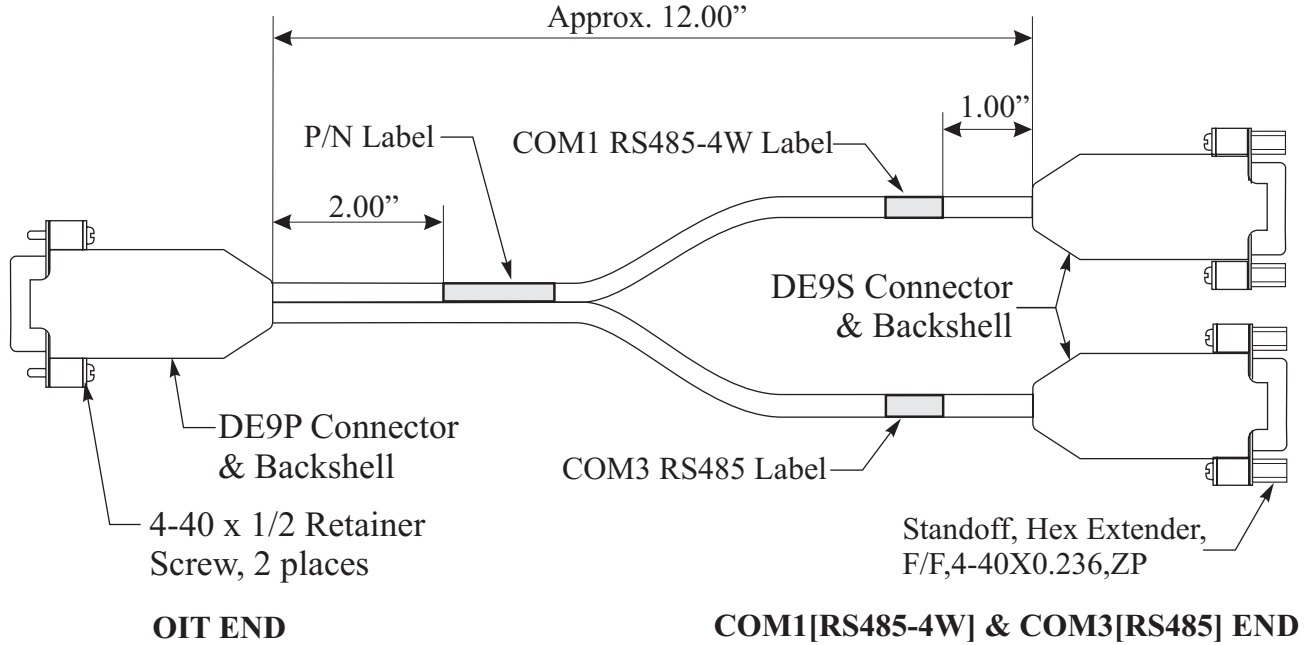 Approx. 12.00”
1.00”
P/N Label
COM1 RS485-4W Label
2.00”
DE9S Connector
& Backshell
DE9P Connector
& Backshell
COM3 RS485 Label
4-40 x 1/2 Retainer
Screw, 2 places
Standoff, Hex Extender,
F/F,4-40X0.236,ZP
OIT END
COM1[RS485-4W] & COM3[RS485] END